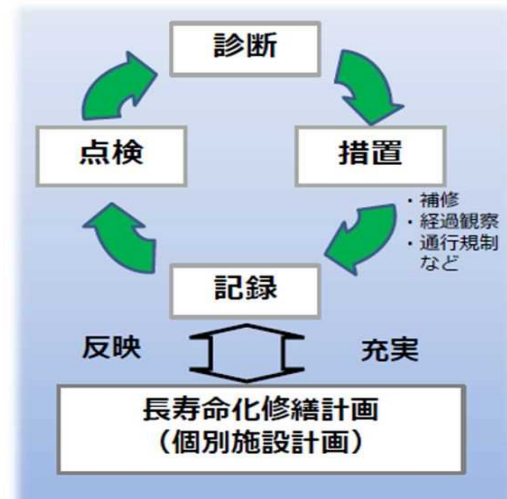 診断
点検
措置
・補修
・経過観察
・通行規制
など
記録
反映
充実
長寿命化修繕計画
（個別施設計画）